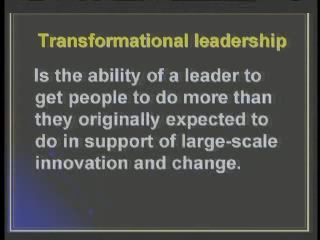 Transformational leadership
Is the ability of a leader to
get people to do more than
they originally expected to
do in support of large-scale
innovation and change.